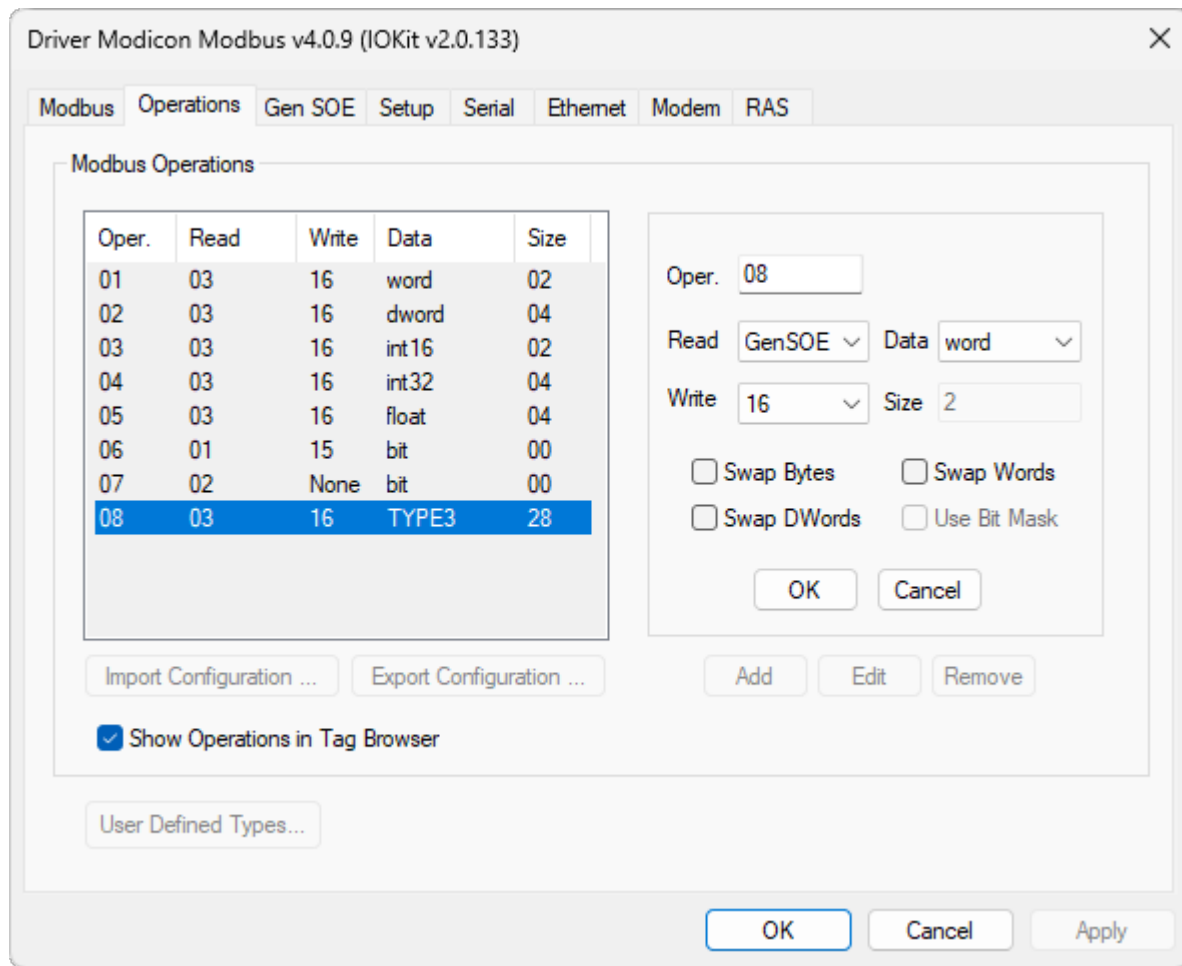 Driver Modicon Modbus v4.0.9 (IOKit v2.0.133)
Modbus Operations Gen SOE Setup Serial Ethernet Modem RAS
Modbus Operations
Oper. Read Write Data Size
01 03 16 word 02
02 03 16 dword 04
03 03 16 int16 02
04 03 16 int32 04
05 03 16 float 04
06 01 15 bit 00
07 02 None bit 00
08 03 16 TYPE3 28
Oper. 08
Read GenSOE Data word
Write 16 Size 2
Swap Bytes Swap Words
Swap DWords Use Bit Mask
OK Cancel
Import Configuration ... Export Configuration ... Add Edit Remove
Show Operations in Tag Browser
User Defined Types...
OK Cancel Apply